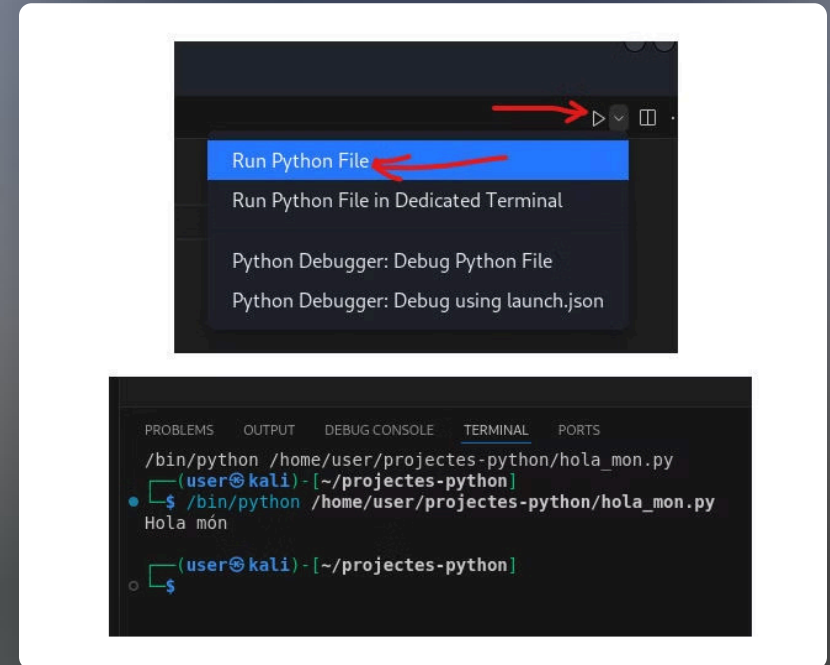 Run Python File
Run Python File in Dedicated Terminal
Python Debugger: Debug Python File
Python Debugger: Debug using launch.json
PROBLEMS OUTPUT DEBUG CONSOLE TERMINAL PORTS
/bin/python /home/user/projectes-python/hola_mon.py
┌──(user㉿kali)-[~/projectes-python]
└─$ /bin/python /home/user/projectes-python/hola_mon.py
Hola món
┌──(user㉿kali)-[~/projectes-python]
└─$